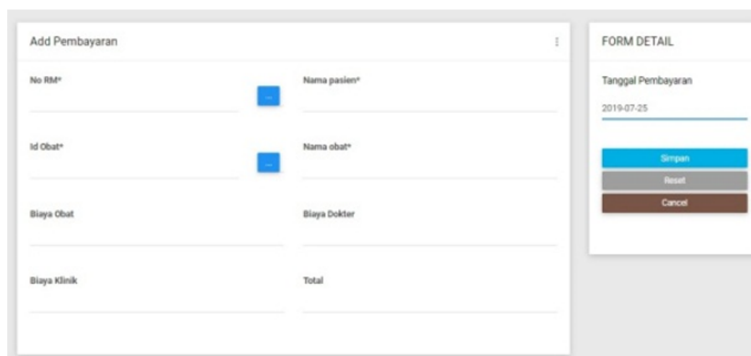 Add Pembayaran
No RM*
...
Nama pasien*
Id Obat*
...
Nama obat*
Biaya Obat
Biaya Dokter
Biaya Klinik
Total
FORM DETAIL
Tanggal Pembayaran
2019-07-25
Simpan
Reset
Cancel